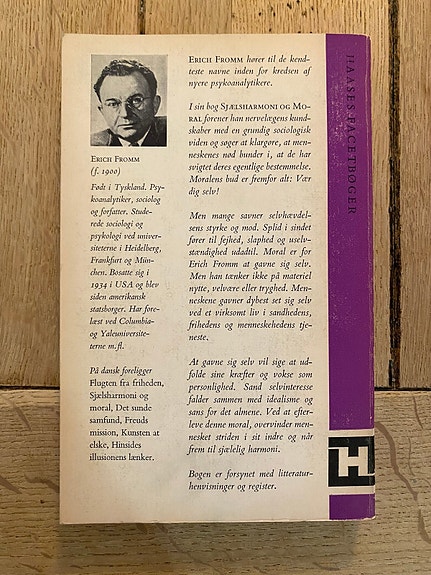 ERICH FROMM
(f. 1900)
Født i Tyskland. Psy-
koanalytiker, sociolog
og forfatter. Stude-
rede sociologi og
psykologi ved univer-
siteterne i Heidelberg,
Frankfurt og Mün-
chen. Bosatte sig i
1934 i USA og blev
siden amerikansk
statsborger. Har fore-
læst ved Columbia-
og Yaleuniversite-
terne m.fl.
På dansk foreligger
Flugten fra friheden,
Sjælsharmoni og
moral, Det sunde
samfund, Freuds
mission, Kunsten at
elske, Hinsides
illusionens lænker.
ERICH FROMM hører til de kend-
teste navne inden for kredsen af
nyere psykoanalytikere.
I sin bog SJÆLSHARMONI OG MO-
RAL forener han nervelægens kund-
skaber med en grundig sociologisk
viden og søger at klargøre, at men-
neskenes nød bunder i, at de har
svigtet deres egentlige bestemmelse.
Moralens bud er fremfor alt: Vær
dig selv!
Men mange savner selvhævdel-
sens styrke og mod. Splid i sindet
fører til fejhed, slaphed og uselv-
stændighed udadtil. Moral er for
Erich Fromm at gavne sig selv.
Men han tænker ikke på materiel
nytte, velvære eller tryghed. Men-
neskene gavner dybest set sig selv
ved et virksomt liv i sandhedens,
frihedens og menneskehedens tje-
neste.
At gavne sig selv vil sige at ud-
folde sine kræfter og vokse som
personlighed. Sand selvinteresse
falder sammen med idealisme og
sans for det almene. Ved at efter-
leve denne moral, overvinder men-
nesket striden i sit indre og når
frem til sjælelig harmoni.
Bogen er forsynet med litteratur-
henvisninger og register.
HAASES FACETBØGER
H